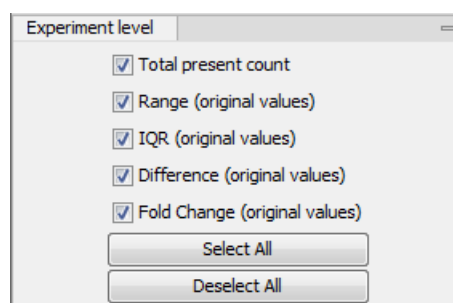 Experiment level
Total present count
Range (original values)
IQR (original values)
Difference (original values)
Fold Change (original values)
Select All
Deselect All